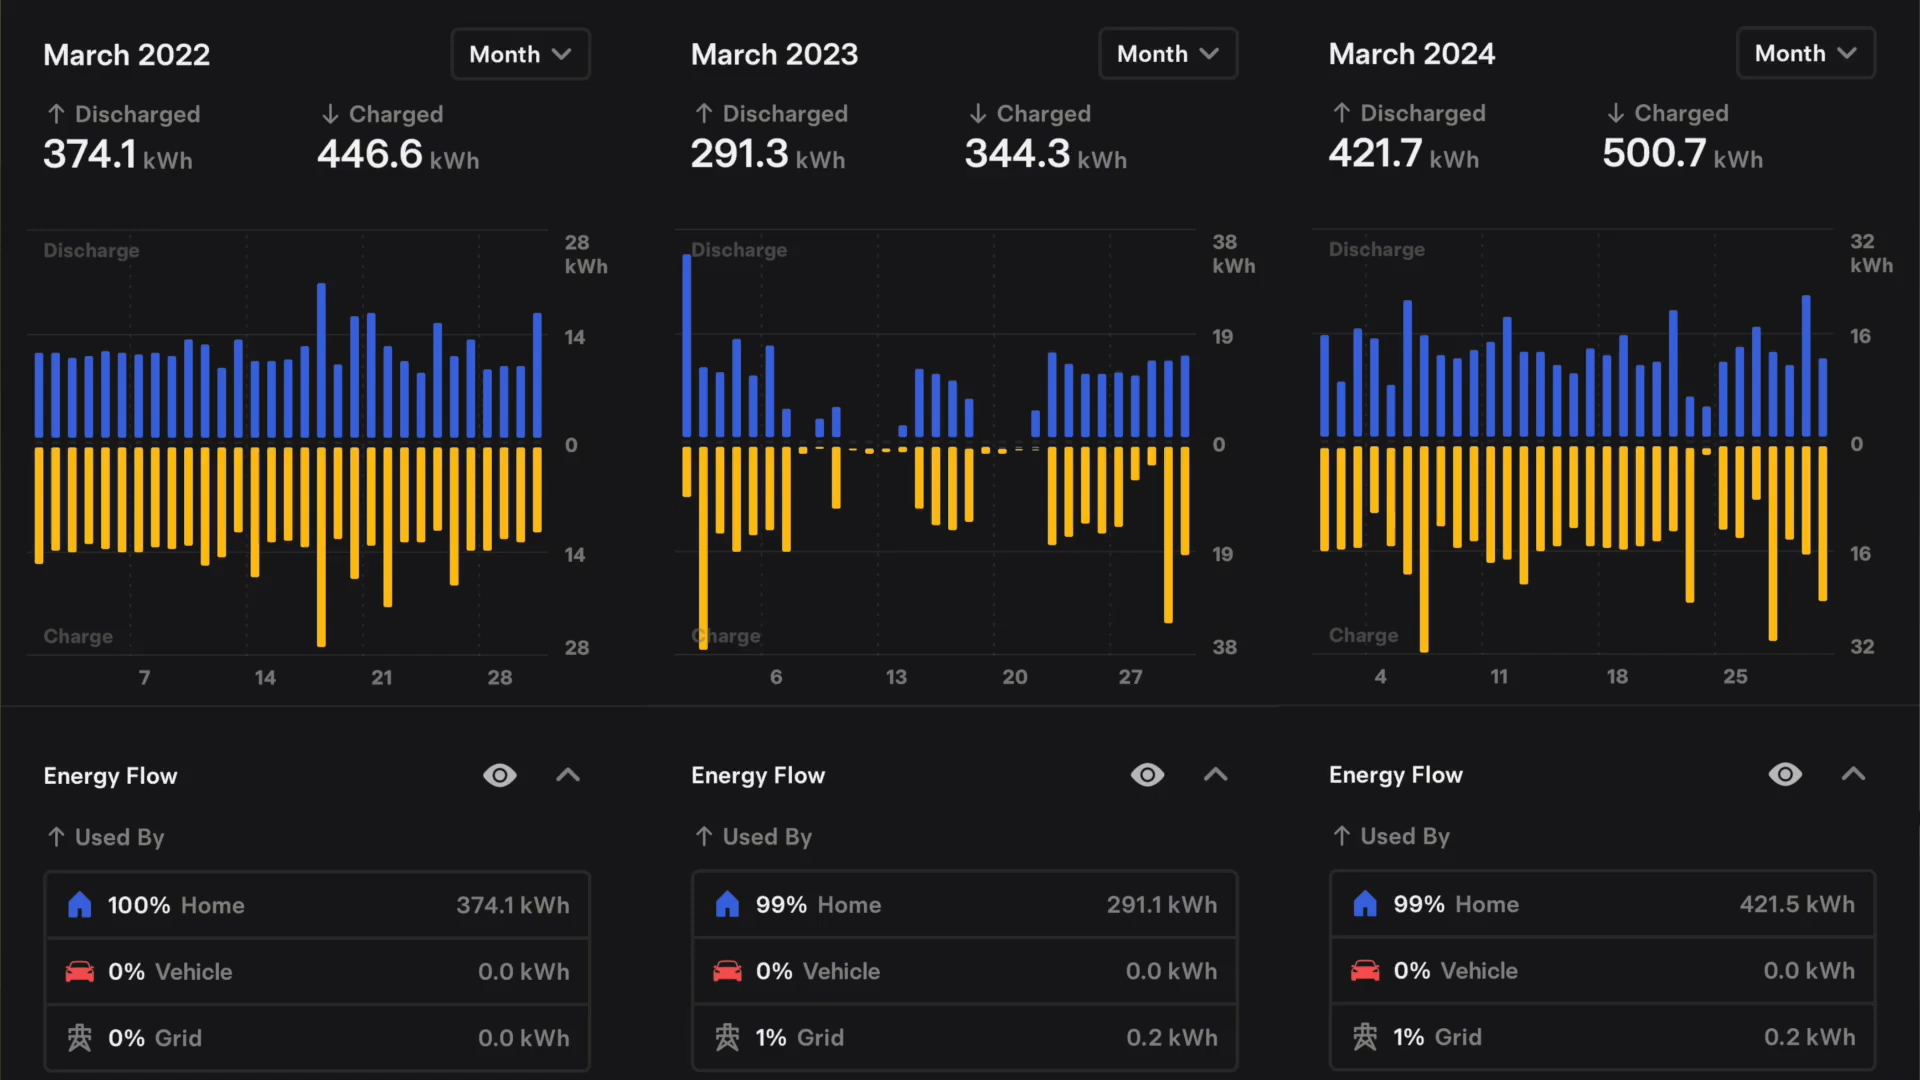 March 2022
Month
Discharged
Charged
374.1 kWh
446.6 kWh
Discharge
28
kWh
14
0
14
Charge
28
7
14
21
28
Energy Flow
Used By
100% Home
374.1 kWh
0% Vehicle
0.0 kWh
0% Grid
0.0 kWh
March 2023
Month
Discharged
Charged
291.3 kWh
344.3 kWh
Discharge
38
kWh
19
0
19
Charge
38
6
13
20
27
Energy Flow
Used By
99% Home
291.1 kWh
0% Vehicle
0.0 kWh
1% Grid
0.2 kWh
March 2024
Month
Discharged
Charged
421.7 kWh
500.7 kWh
Discharge
32
kWh
16
0
16
Charge
32
4
11
18
25
Energy Flow
Used By
99% Home
421.5 kWh
0% Vehicle
0.0 kWh
1% Grid
0.2 kWh